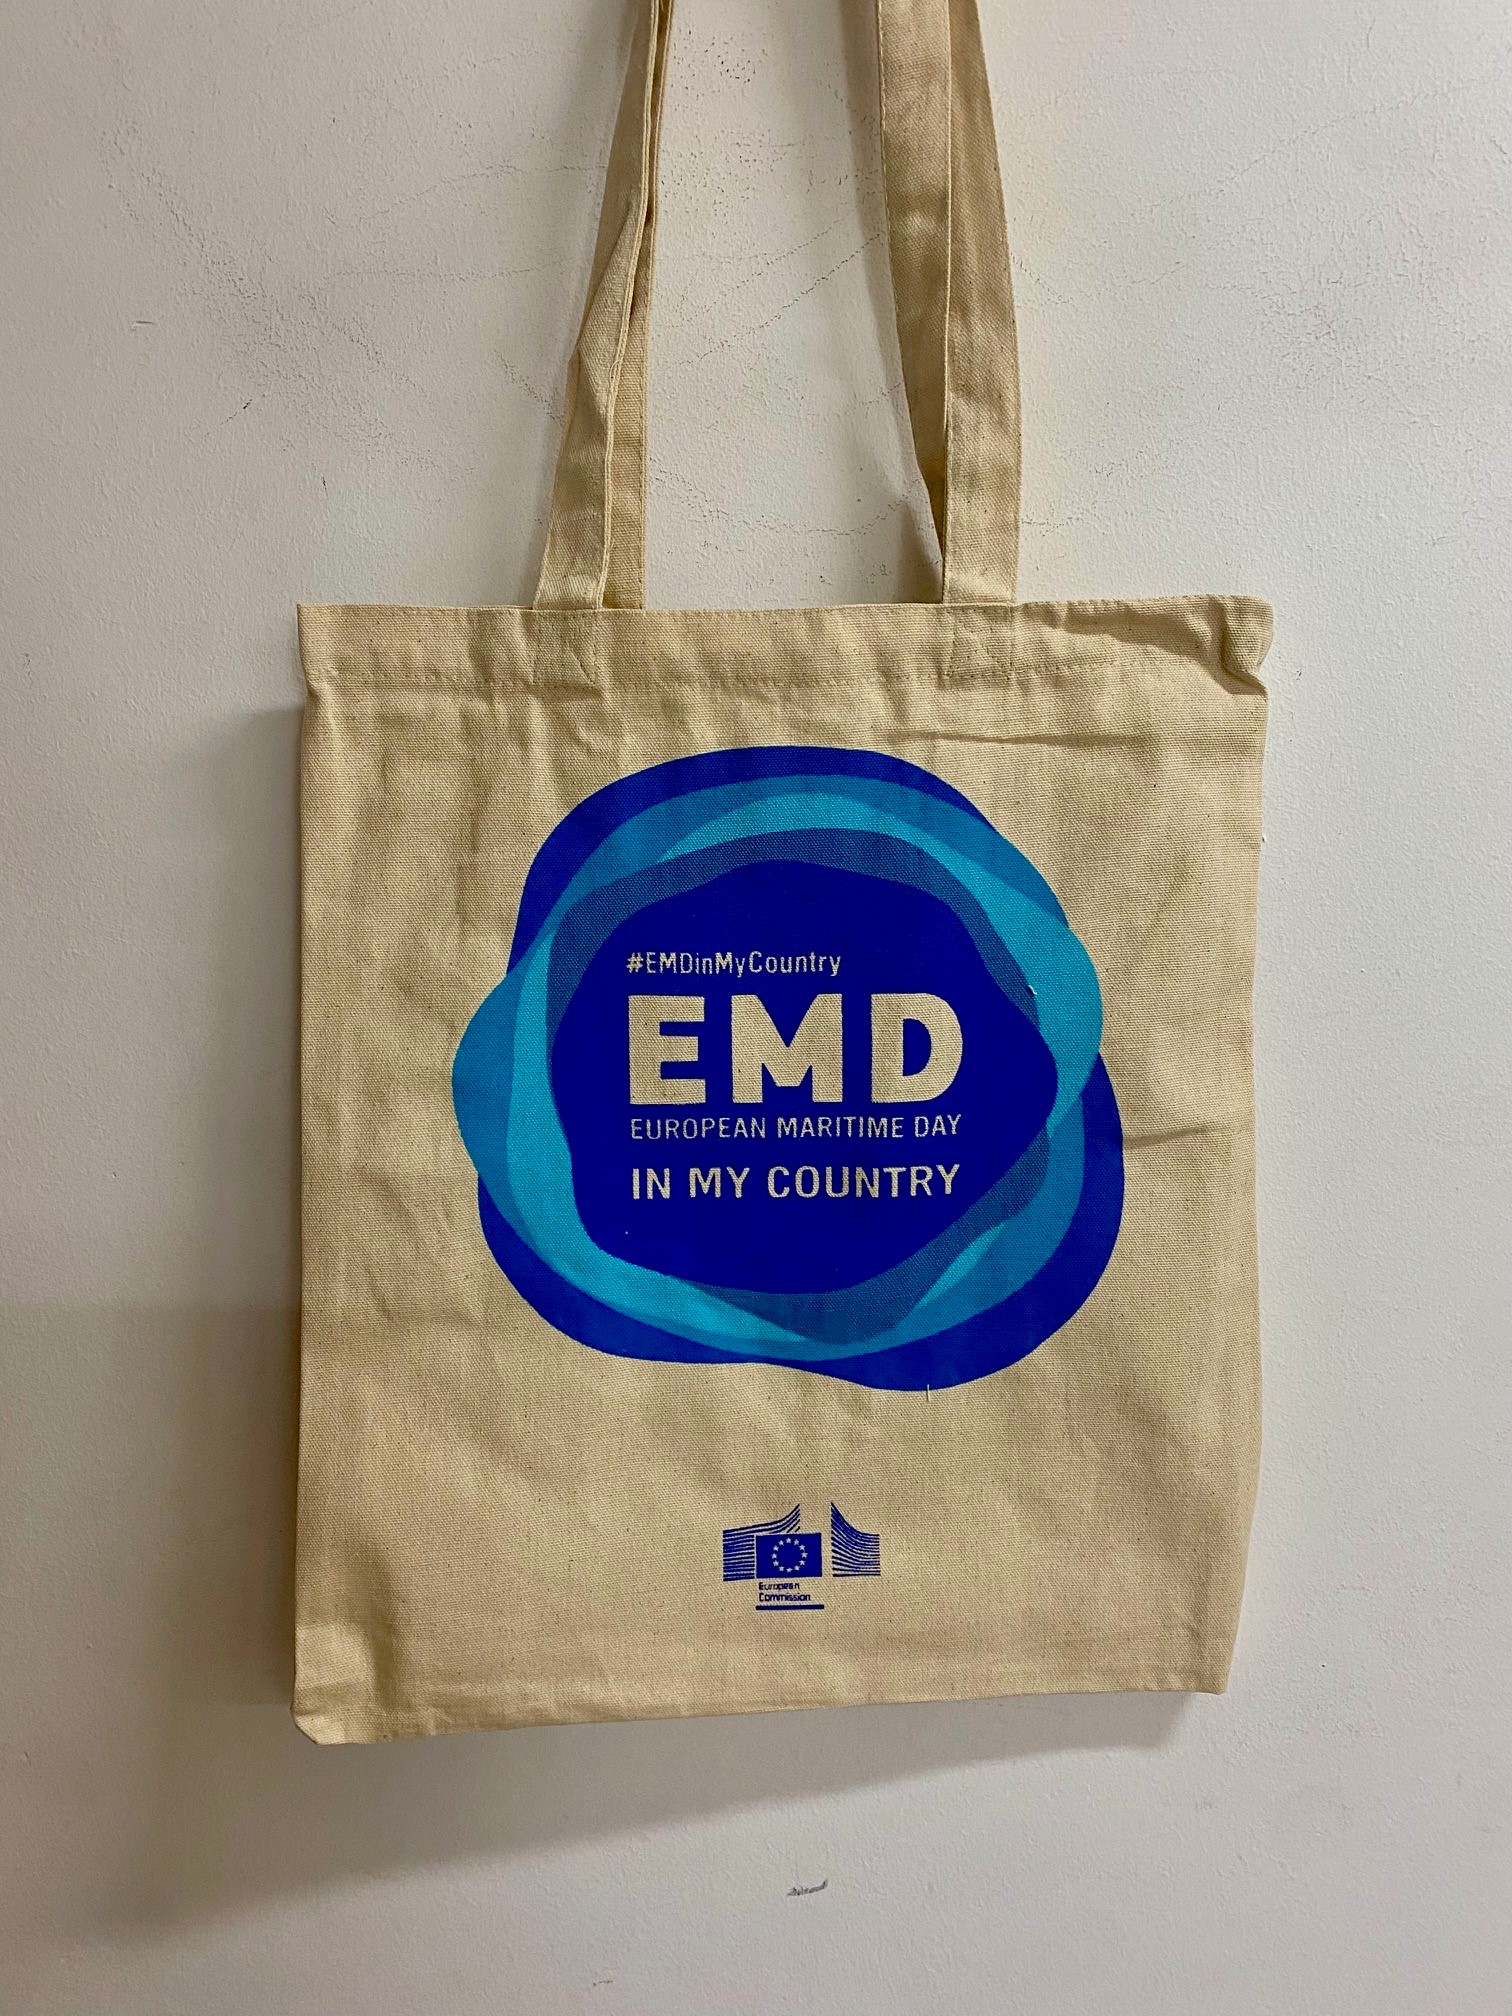 #EMDinMyCountry
EMD
EUROPEAN MARITIME DAY
IN MY COUNTRY
European
Commission